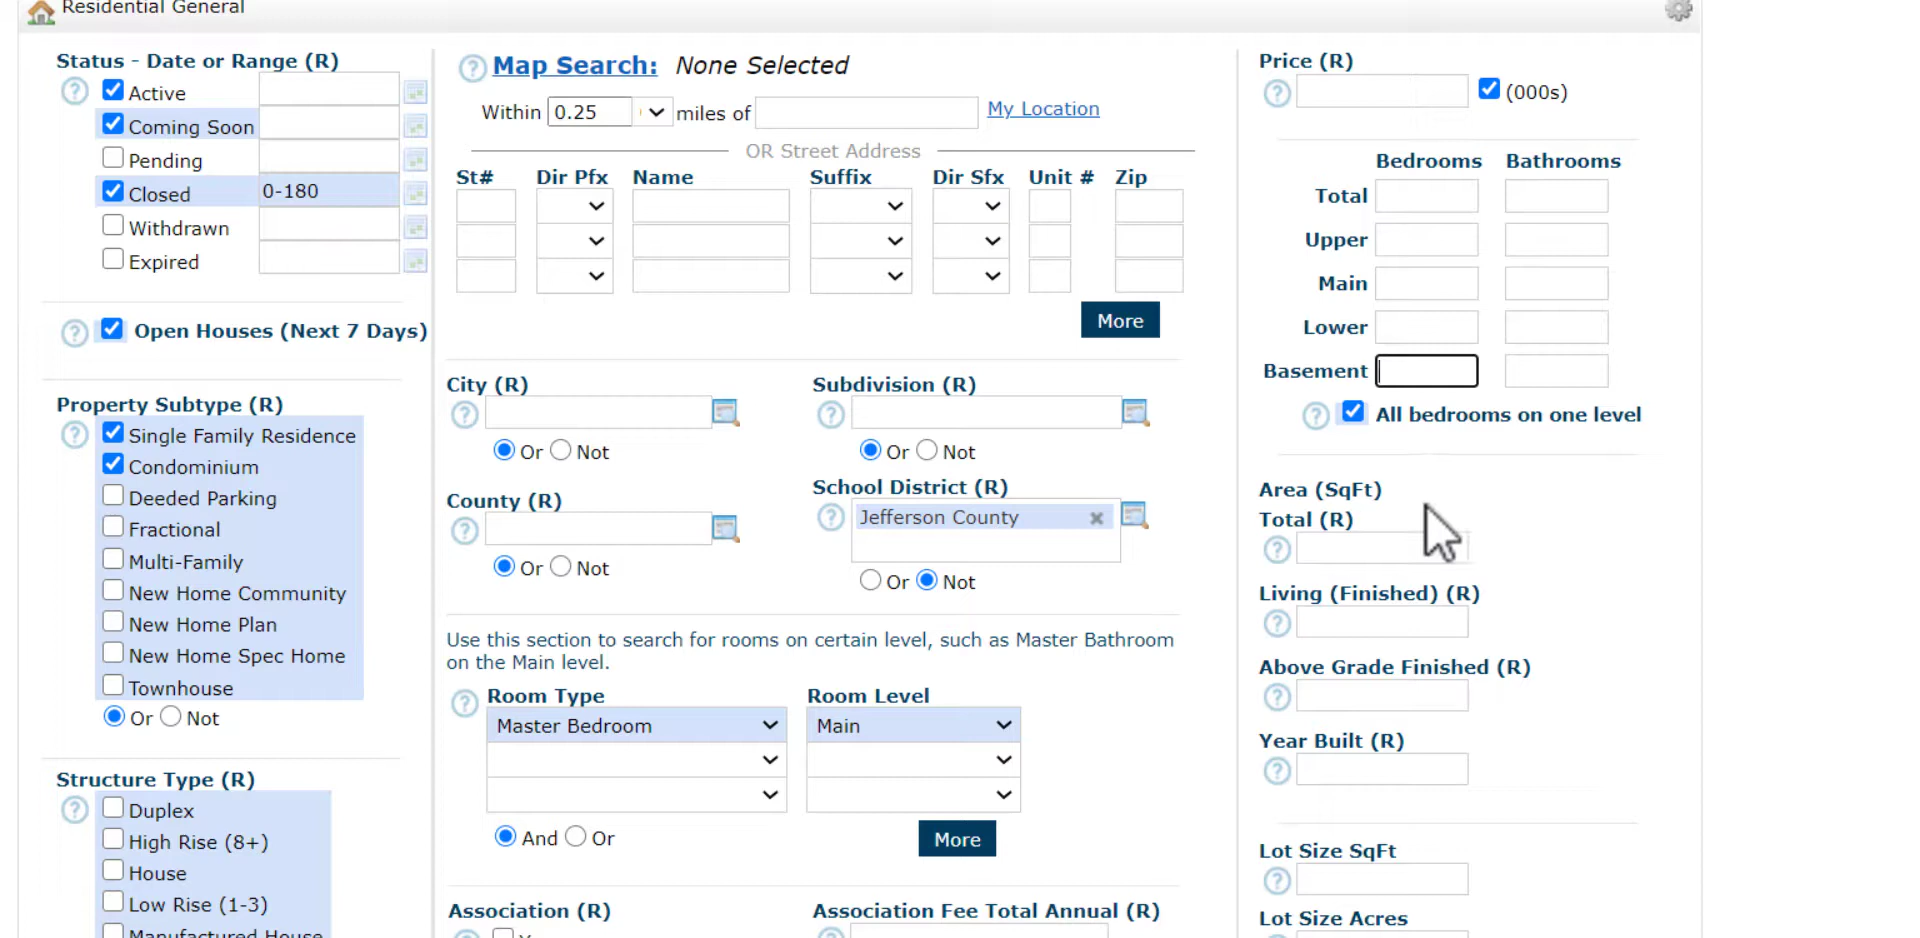 Residential General
Status - Date or Range (R)
Active
Coming Soon
Pending
Closed 0-180
Withdrawn
Expired
Open Houses (Next 7 Days)
Property Subtype (R)
Single Family Residence
Condominium
Deeded Parking
Fractional
Multi-Family
New Home Community
New Home Plan
New Home Spec Home
Townhouse
Or Not
Structure Type (R)
Duplex
High Rise (8+)
House
Low Rise (1-3)
Manufactured House
Map Search: None Selected
Within 0.25 miles of My Location
OR Street Address
St# Dir Pfx Name Suffix Dir Sfx Unit # Zip
More
City (R) Subdivision (R)
Or Not Or Not
County (R) School District (R)
Jefferson County
Or Not Or Not
Use this section to search for rooms on certain level, such as Master Bathroom
on the Main level.
Room Type Room Level
Master Bedroom Main
And Or More
Association (R) Association Fee Total Annual (R)
Price (R)
(000s)
Bedrooms Bathrooms
Total
Upper
Main
Lower
Basement
All bedrooms on one level
Area (SqFt)
Total (R)
Living (Finished) (R)
Above Grade Finished (R)
Year Built (R)
Lot Size SqFt
Lot Size Acres